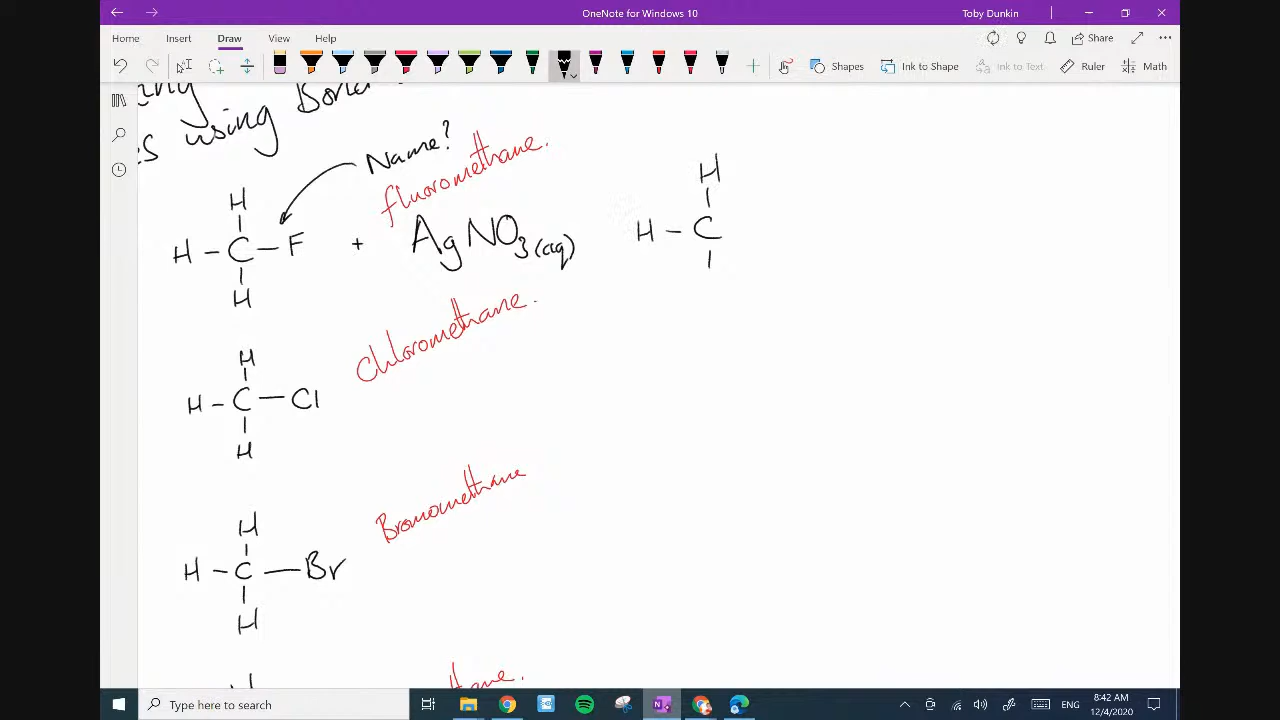 OneNote for Windows 10
Toby Dunkin
Home Insert Draw View Help
Share
Shapes
Ink to Shape
Ink to Text
Ruler
Math
using Bond
Name?
fluoromethane.
H
H - C - F + AgNO3(aq)
H
H
H - C
Chloromethane.
H
H - C - Cl
H
Bromomethane
H
H - C - Br
H
thane.
Type here to search
8:42 AM
12/4/2020